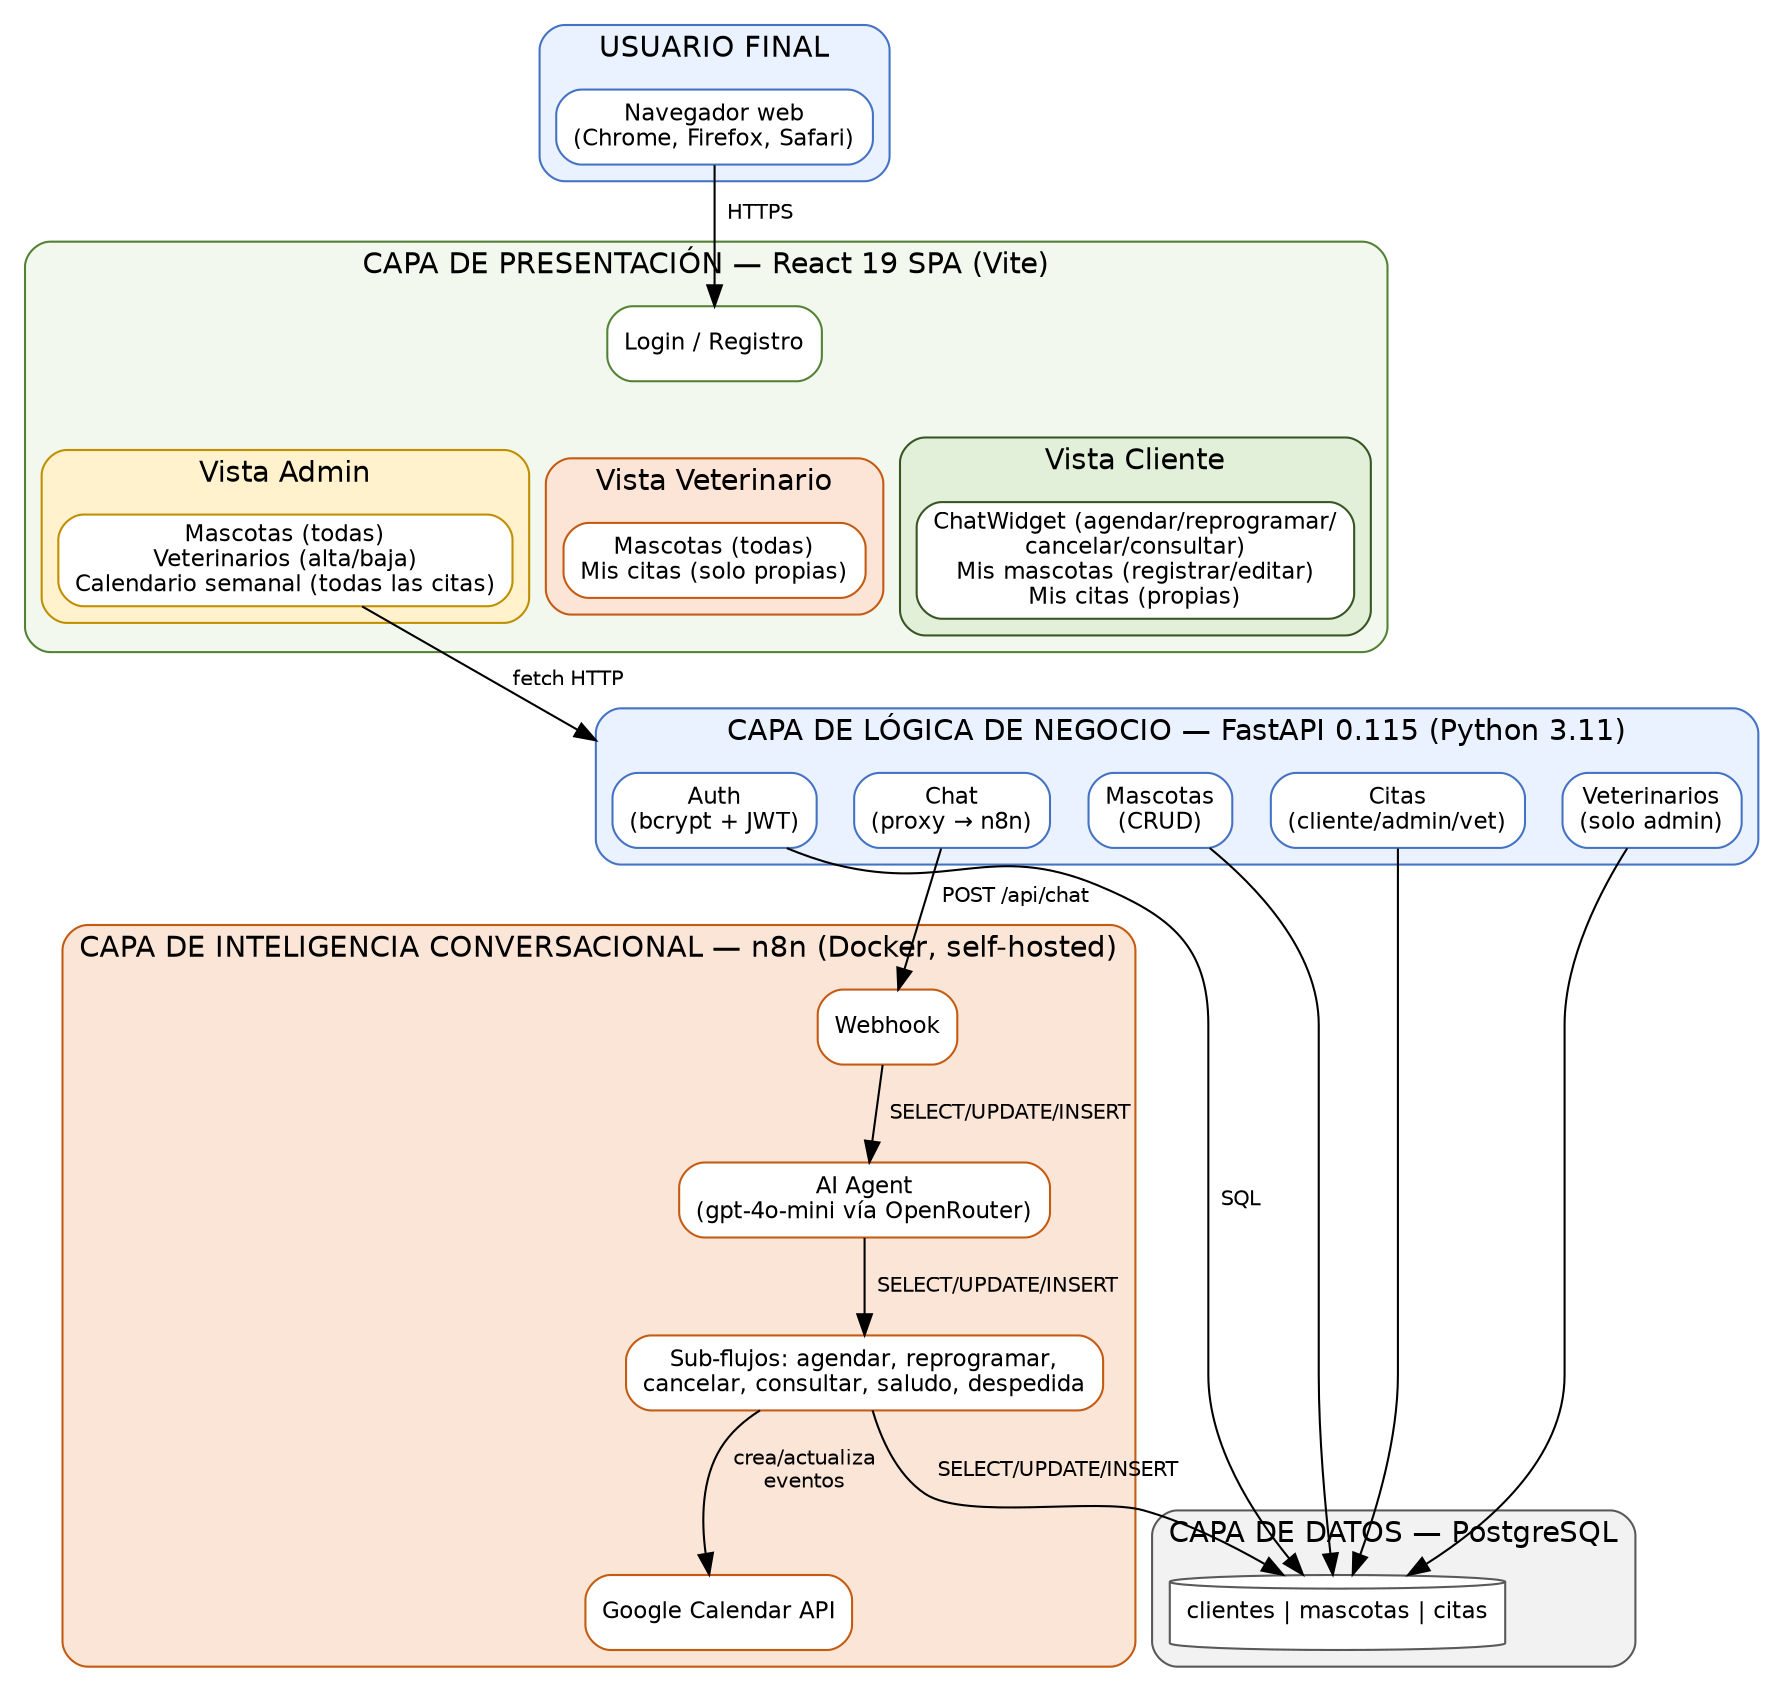 USUARIO FINAL
Navegador web
(Chrome, Firefox, Safari)
HTTPS
CAPA DE PRESENTACIÓN — React 19 SPA (Vite)
Login / Registro
Vista Admin
Mascotas (todas)
Veterinarios (alta/baja)
Calendario semanal (todas las citas)
Vista Veterinario
Mascotas (todas)
Mis citas (solo propias)
Vista Cliente
ChatWidget (agendar/reprogramar/
cancelar/consultar)
Mis mascotas (registrar/editar)
Mis citas (propias)
fetch HTTP
CAPA DE LÓGICA DE NEGOCIO — FastAPI 0.115 (Python 3.11)
Auth
(bcrypt + JWT)
Chat
(proxy → n8n)
Mascotas
(CRUD)
Citas
(cliente/admin/vet)
Veterinarios
(solo admin)
POST /api/chat
CAPA DE INTELIGENCIA CONVERSACIONAL — n8n (Docker, self-hosted)
Webhook
SELECT/UPDATE/INSERT
AI Agent
(gpt-4o-mini vía OpenRouter)
SQL
SELECT/UPDATE/INSERT
Sub-flujos: agendar, reprogramar,
cancelar, consultar, saludo, despedida
crea/actualiza
eventos
SELECT/UPDATE/INSERT
CAPA DE DATOS — PostgreSQL
Google Calendar API
clientes | mascotas | citas